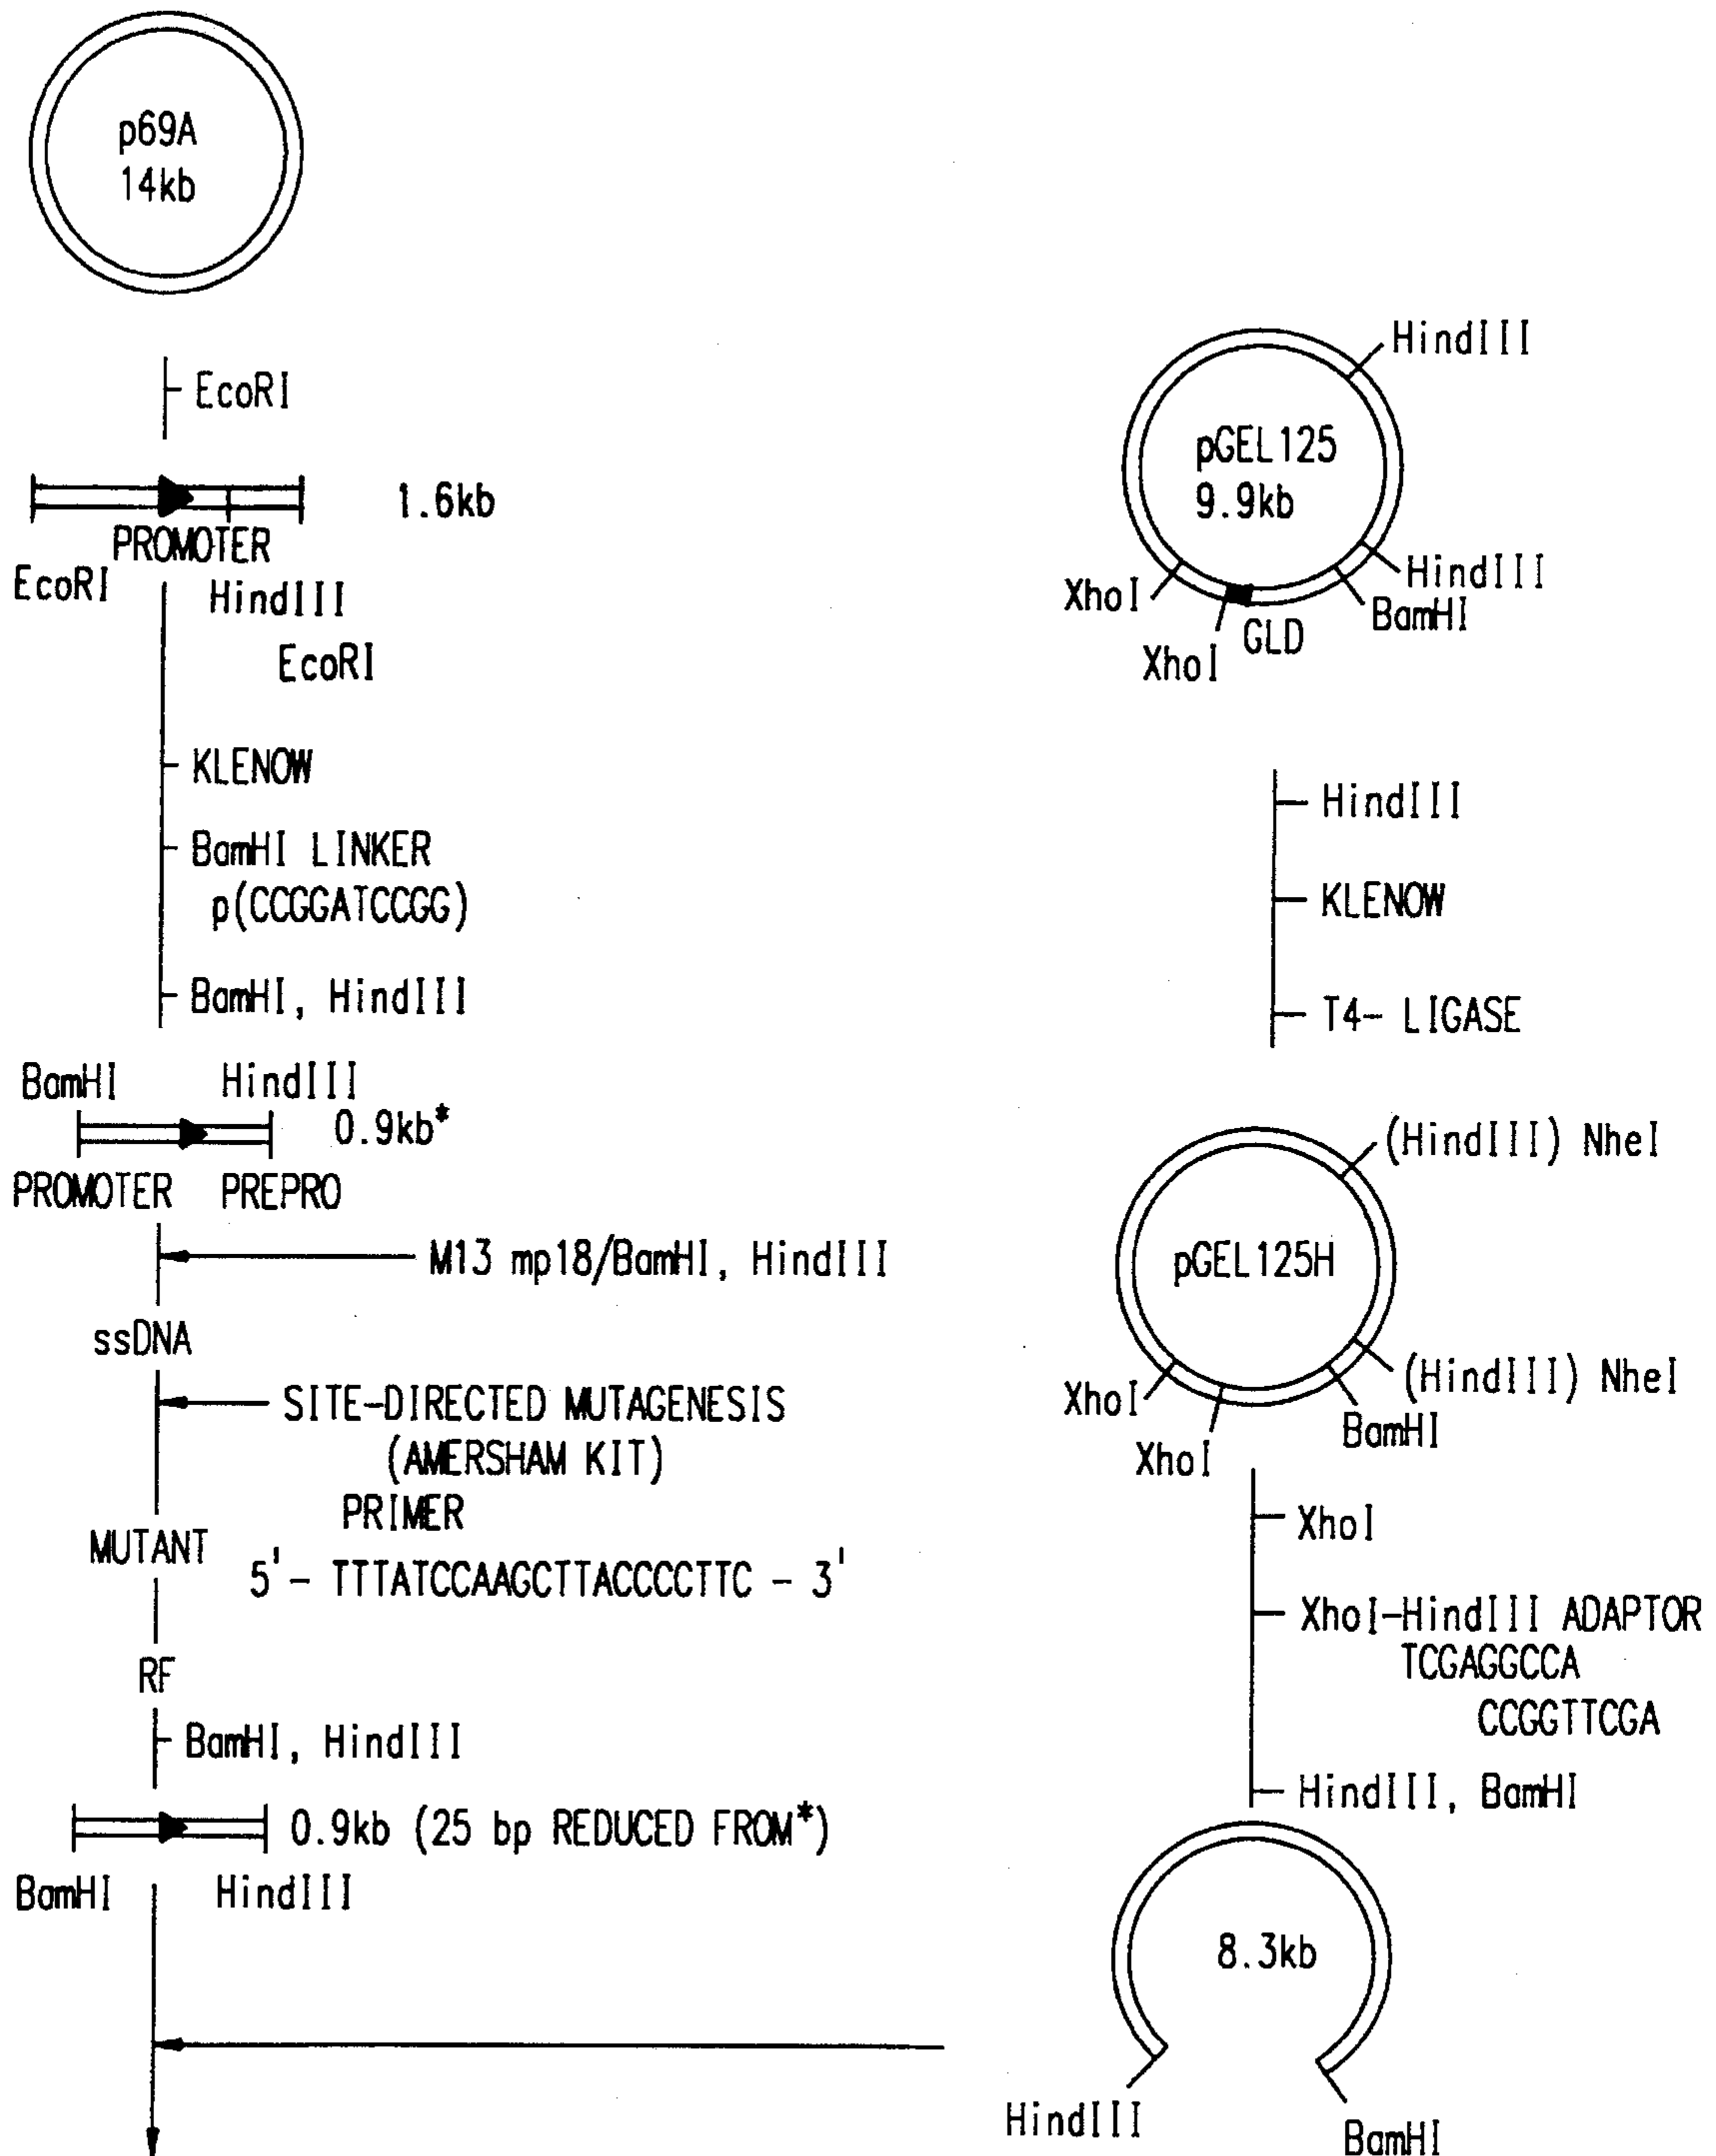 p69A
14kb
EcoRI
1.6kb
PROMOTER
EcoRI
HindIII
EcoRI
KLENOW
BamHI LINKER
p(CCGGATCCGG)
BamHI, HindIII
BamHI
HindIII
0.9kb*
PROMOTER
PREPRO
M13 mp18/BamHI, HindIII
ssDNA
SITE-DIRECTED MUTAGENESIS
(AMERSHAM KIT)
PRIMER
MUTANT
5' - TTTATCCAAGCTTACCCCTTC - 3'
RF
BamHI, HindIII
0.9kb (25 bp REDUCED FROM*)
BamHI
HindIII
HindIII
pGEL125
9.9kb
HindIII
XhoI
BamHI
GLD
XhoI
HindIII
KLENOW
T4- LIGASE
(HindIII) NheI
pGEL125H
(HindIII) NheI
XhoI
BamHI
XhoI
XhoI
XhoI-HindIII ADAPTOR
TCGAGGCCA
CCGGTTCGA
HindIII, BamHI
8.3kb
HindIII
BamHI